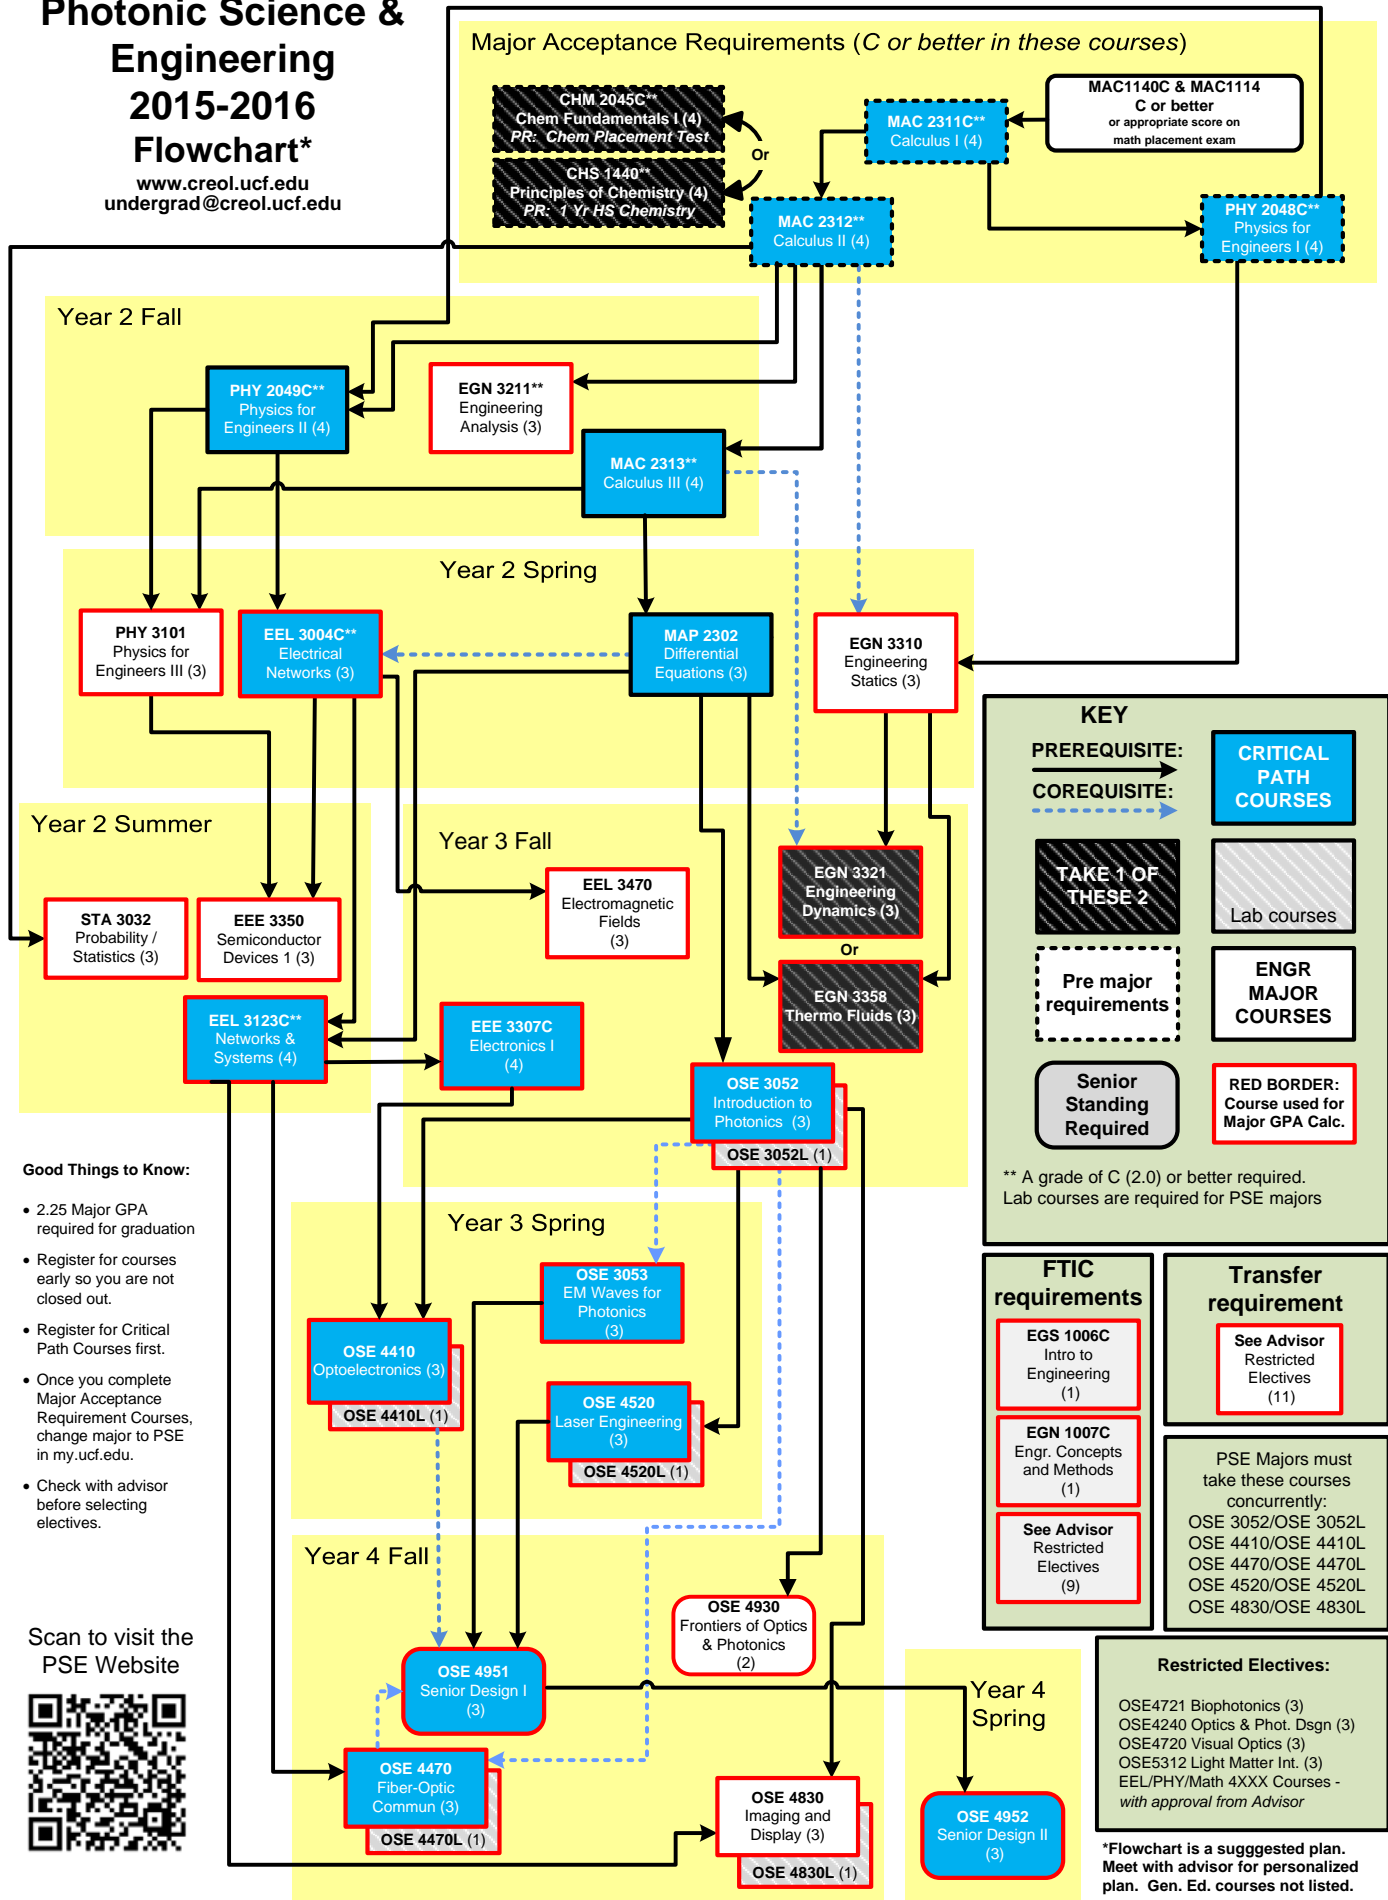 Photonic Science &
Engineering
2015-2016
Flowchart*
www.creol.ucf.edu
undergrad@creol.ucf.edu
Major Acceptance Requirements (C or better in these courses)
CHM 2045C**
Chem Fundamentals I (4)
PR:  Chem Placement Test
Or
CHS 1440**
Principles of Chemistry (4)
PR:  1 Yr HS Chemistry
MAC 2311C**
Calculus I (4)
MAC1140C & MAC1114
C or better
or appropriate score on
math placement exam
MAC 2312**
Calculus II (4)
PHY 2048C**
Physics for
Engineers I (4)
Year 2 Fall
PHY 2049C**
Physics for
Engineers II (4)
EGN 3211**
Engineering
Analysis (3)
MAC 2313**
Calculus III (4)
Year 2 Spring
PHY 3101
Physics for
Engineers III (3)
EEL 3004C**
Electrical
Networks (3)
MAP 2302
Differential
Equations (3)
EGN 3310
Engineering
Statics (3)
KEY
PREREQUISITE:
COREQUISITE:
CRITICAL
PATH
COURSES
TAKE 1 OF
THESE 2
Lab courses
Pre major
requirements
ENGR
MAJOR
COURSES
Senior
Standing
Required
RED BORDER:
Course used for
Major GPA Calc.
** A grade of C (2.0) or better required.
Lab courses are required for PSE majors
Year 2 Summer
STA 3032
Probability /
Statistics (3)
EEE 3350
Semiconductor
Devices 1 (3)
EEL 3123C**
Networks &
Systems (4)
Year 3 Fall
EEL 3470
Electromagnetic
Fields
(3)
EGN 3321
Engineering
Dynamics (3)
Or
EGN 3358
Thermo Fluids (3)
EEE 3307C
Electronics I
(4)
OSE 3052
Introduction to
Photonics  (3)
OSE 3052L (1)
Good Things to Know:
• 2.25 Major GPA
required for graduation
• Register for courses
early so you are not
closed out.
• Register for Critical
Path Courses first.
• Once you complete
Major Acceptance
Requirement Courses,
change major to PSE
in my.ucf.edu.
• Check with advisor
before selecting
electives.
Year 3 Spring
OSE 3053
EM Waves for
Photonics
(3)
OSE 4410
Optoelectronics (3)
OSE 4410L (1)
OSE 4520
Laser Engineering
(3)
OSE 4520L (1)
FTIC
requirements
EGS 1006C
Intro to
Engineering
(1)
EGN 1007C
Engr. Concepts
and Methods
(1)
See Advisor
Restricted
Electives
(9)
Transfer
requirement
See Advisor
Restricted
Electives
(11)
PSE Majors must
take these courses
concurrently:
OSE 3052/OSE 3052L
OSE 4410/OSE 4410L
OSE 4470/OSE 4470L
OSE 4520/OSE 4520L
OSE 4830/OSE 4830L
Year 4 Fall
OSE 4930
Frontiers of Optics
& Photonics
(2)
OSE 4951
Senior Design I
(3)
OSE 4470
Fiber-Optic
Commun (3)
OSE 4470L (1)
OSE 4830
Imaging and
Display (3)
OSE 4830L (1)
Year 4
Spring
OSE 4952
Senior Design II
(3)
Scan to visit the
PSE Website
Restricted Electives:
OSE4721 Biophotonics (3)
OSE4240 Optics & Phot. Dsgn (3)
OSE4720 Visual Optics (3)
OSE5312 Light Matter Int. (3)
EEL/PHY/Math 4XXX Courses -
with approval from Advisor
*Flowchart is a sugggested plan.
Meet with advisor for personalized
plan.  Gen. Ed. courses not listed.